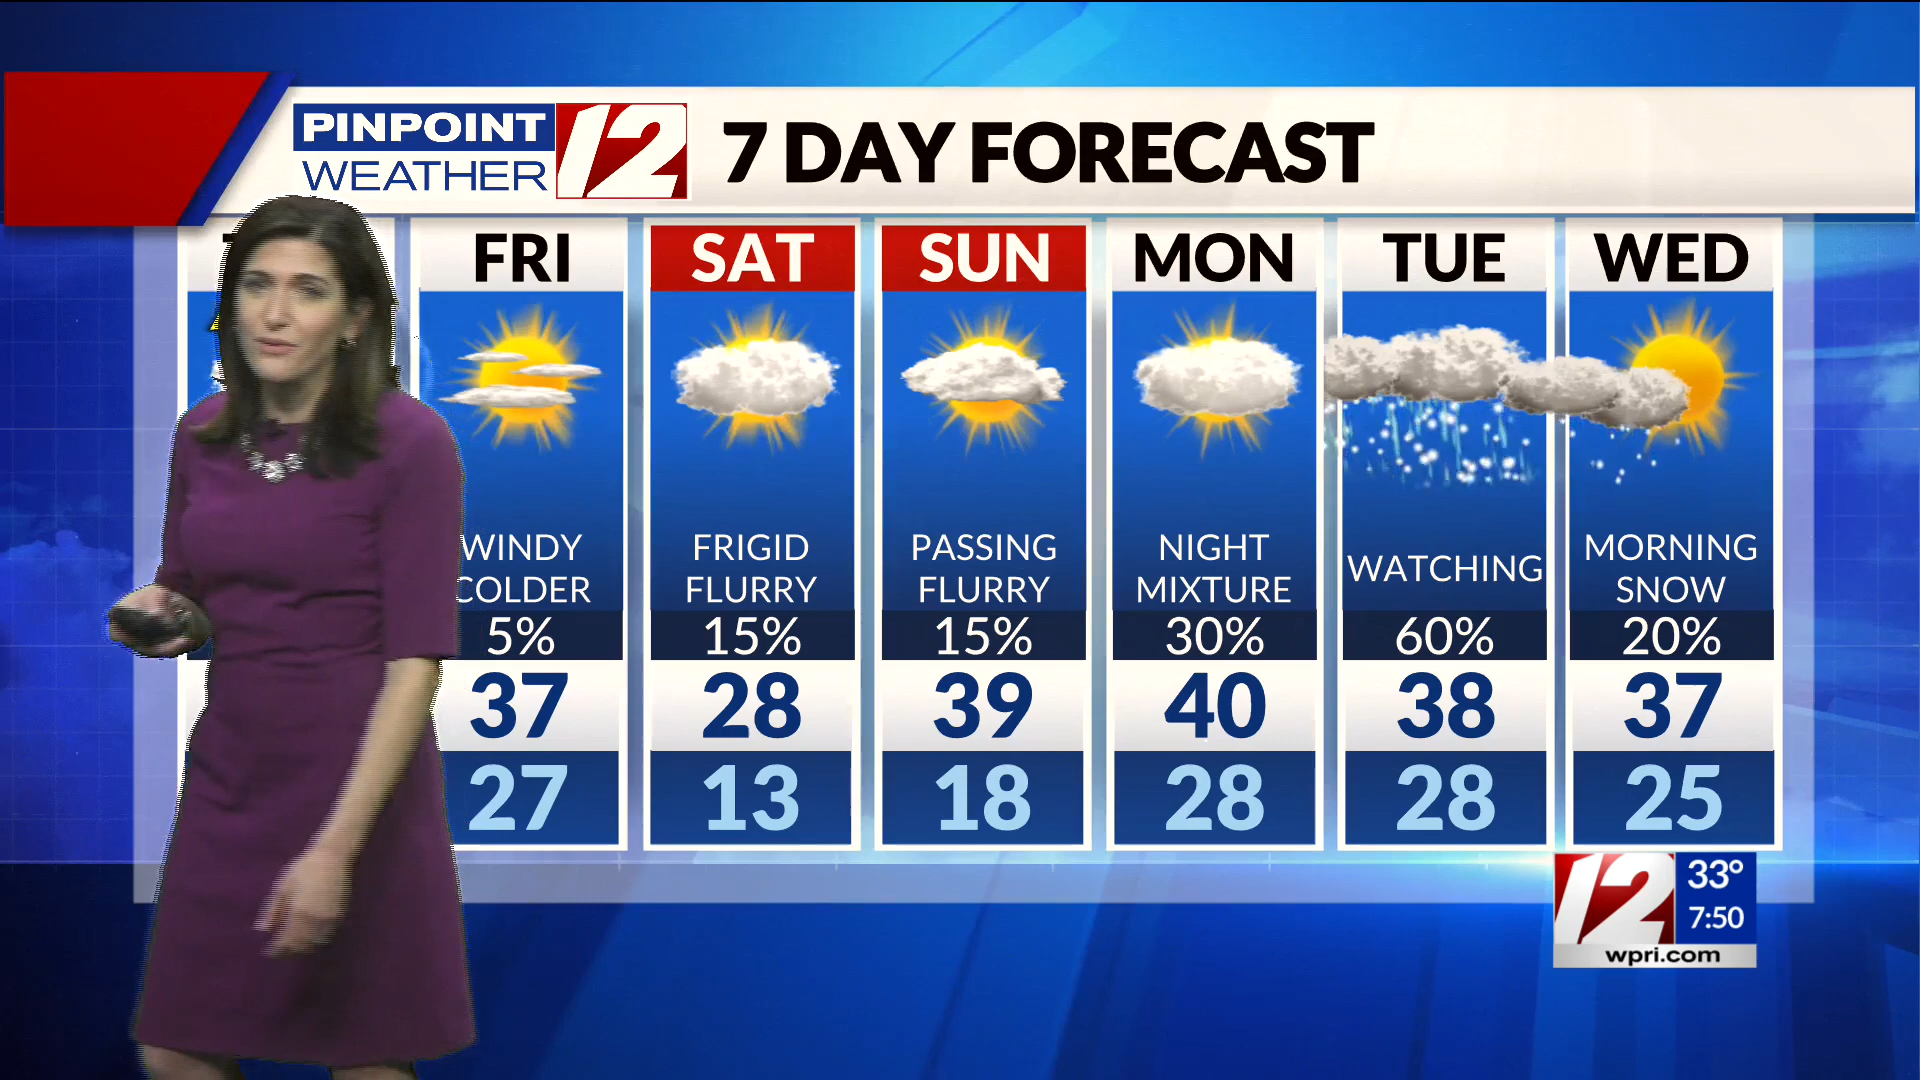 PINPOINT
WEATHER
12
7 DAY FORECAST
FRI
SAT
SUN
MON
TUE
WED
WINDY
COLDER
FRIGID
FLURRY
PASSING
FLURRY
NIGHT
MIXTURE
WATCHING
MORNING
SNOW
5%
15%
15%
30%
60%
20%
37
28
39
40
38
37
27
13
18
28
28
25
12
33°
7:50
wpri.com